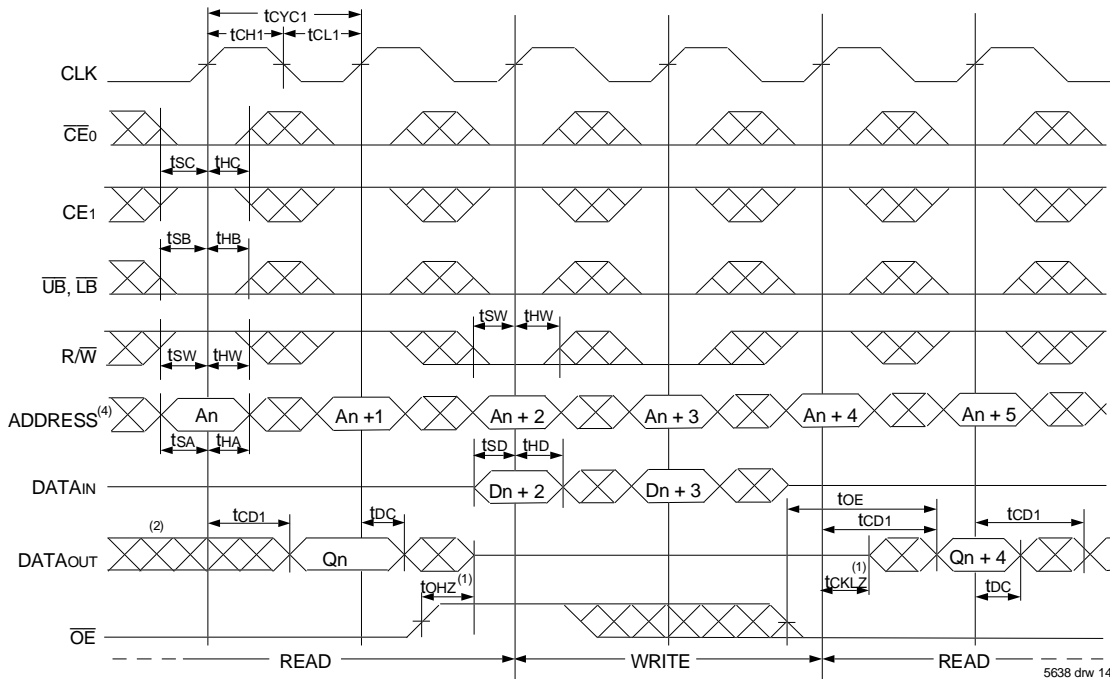 tCYC1
tCH1 tCL1
CLK
CE0
tSC tHC
CE1
tSB tHB
UB, LB
tSW tHW
R/W
tSW tHW
ADDRESS(4) An An +1 An + 2 An + 3 An + 4 An + 5
tSA tHA tSD tHD
DATAIN Dn + 2 Dn + 3
tOE
(2) tCD1 tDC tCD1 tCD1
DATAOUT Qn Qn + 4
tOHZ(1) tCKLZ(1) tDC
OE
READ WRITE READ
5638 drw 14